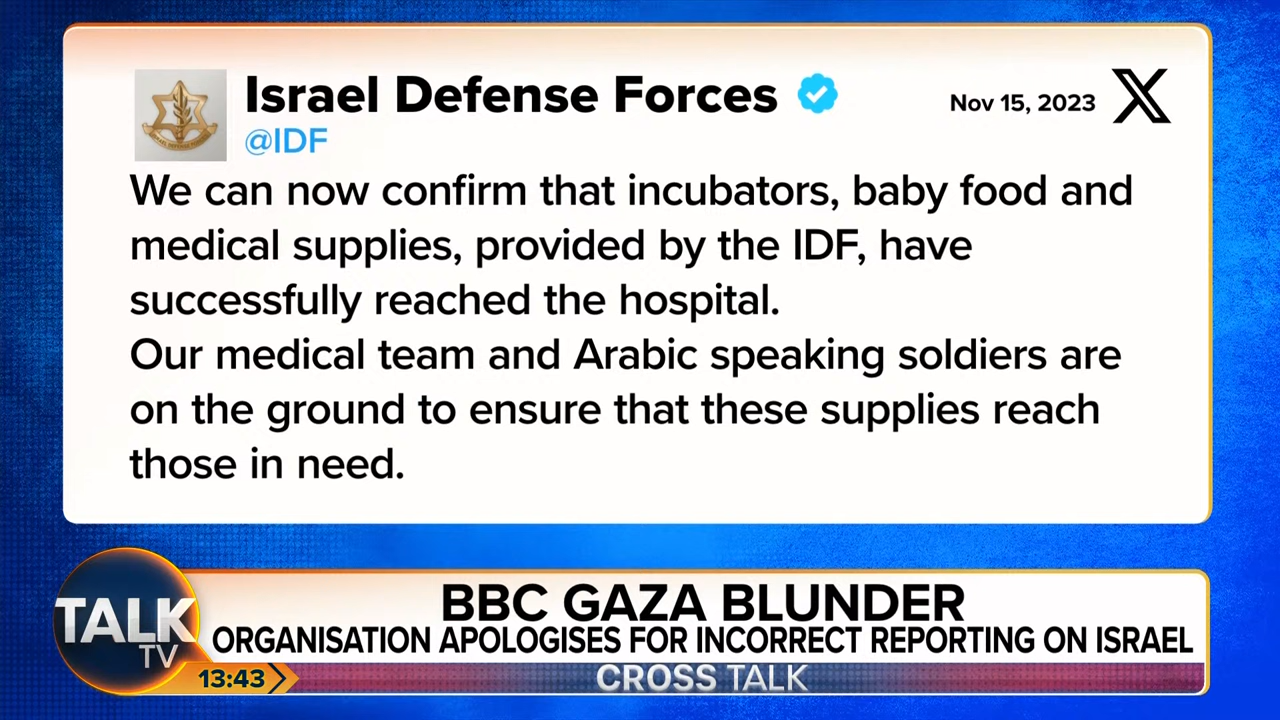 Israel Defense Forces
Nov 15, 2023
@IDF
We can now confirm that incubators, baby food and
medical supplies, provided by the IDF, have
successfully reached the hospital.
Our medical team and Arabic speaking soldiers are
on the ground to ensure that these supplies reach
those in need.
TALK
TV
BBC GAZA BLUNDER
ORGANISATION APOLOGISES FOR INCORRECT REPORTING ON ISRAEL
13:43
CROSS TALK